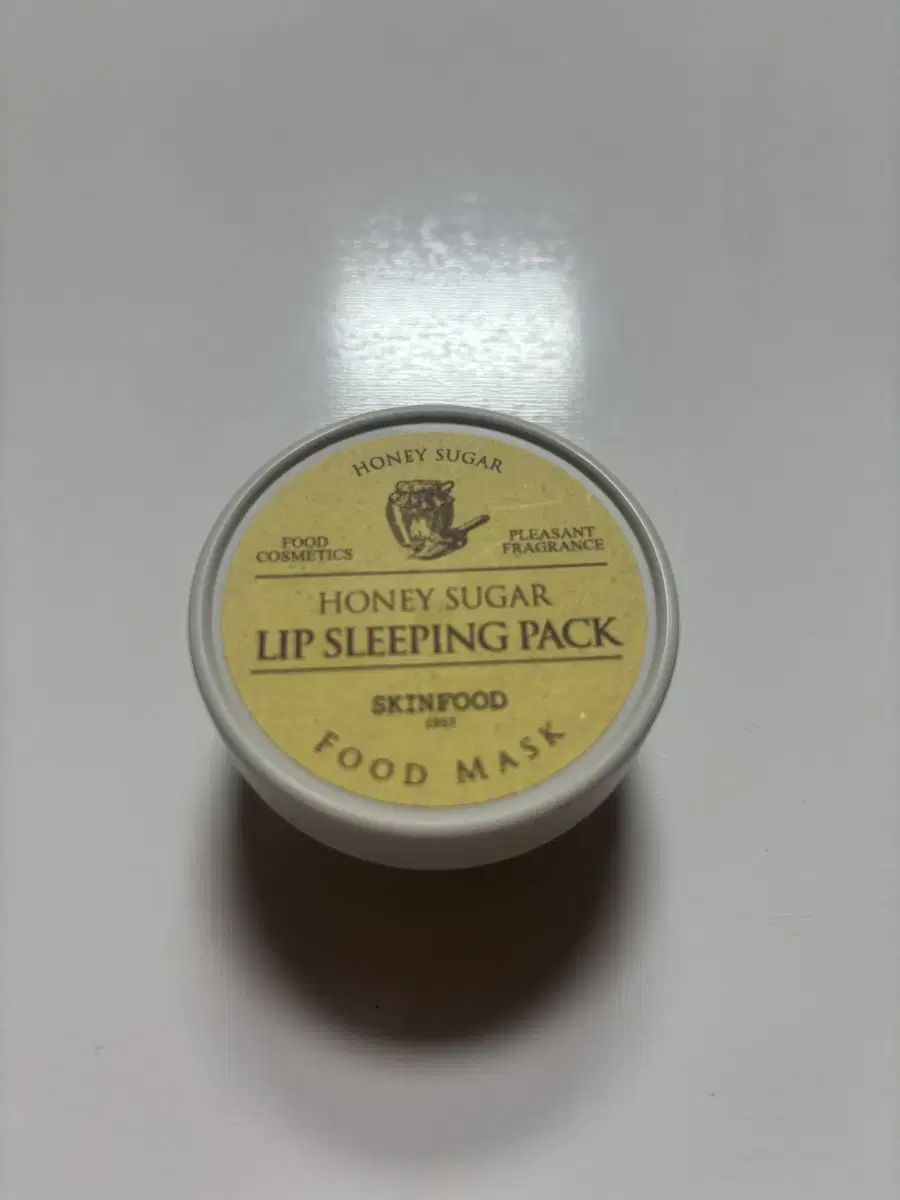 HONEY SUGAR
FOOD
COSMETICS
PLEASANT
FRAGRANCE
HONEY SUGAR
LIP SLEEPING PACK
SKINFOOD
FOOD MASK